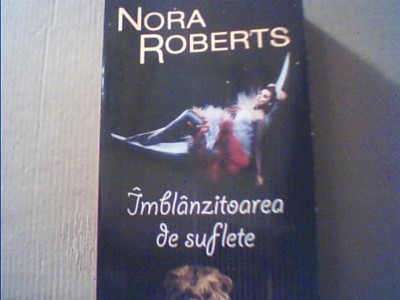 NORA
ROBERTS
Îmblânzitoarea
de suflete